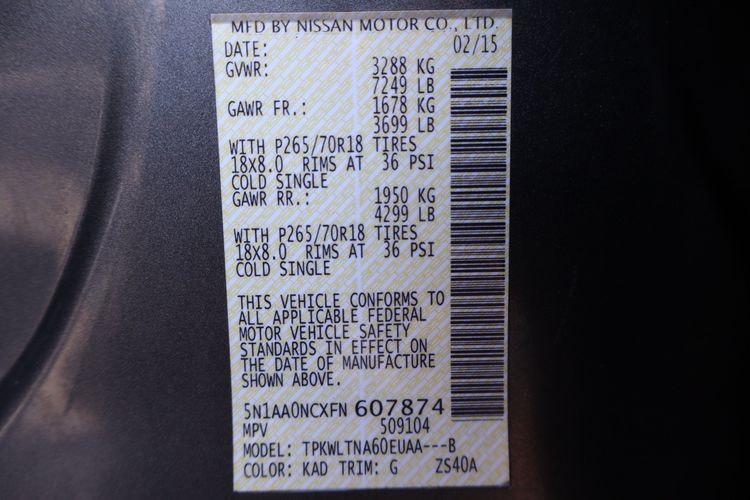 MFD BY NISSAN MOTOR CO., LTD.
DATE: 02/15
GVWR: 3288 KG
7249 LB
GAWR FR.: 1678 KG
3699 LB
WITH P265/70R18 TIRES
18X8.0 RIMS AT 36 PSI
COLD SINGLE
GAWR RR.: 1950 KG
4299 LB
WITH P265/70R18 TIRES
18X8.0 RIMS AT 36 PSI
COLD SINGLE
THIS VEHICLE CONFORMS TO
ALL APPLICABLE FEDERAL
MOTOR VEHICLE SAFETY
STANDARDS IN EFFECT ON
THE DATE OF MANUFACTURE
SHOWN ABOVE.
5N1AA0NCXFN 607874
MPV 509104
MODEL: TPKWLTNA60EUAA---B
COLOR: KAD TRIM: G ZS40A